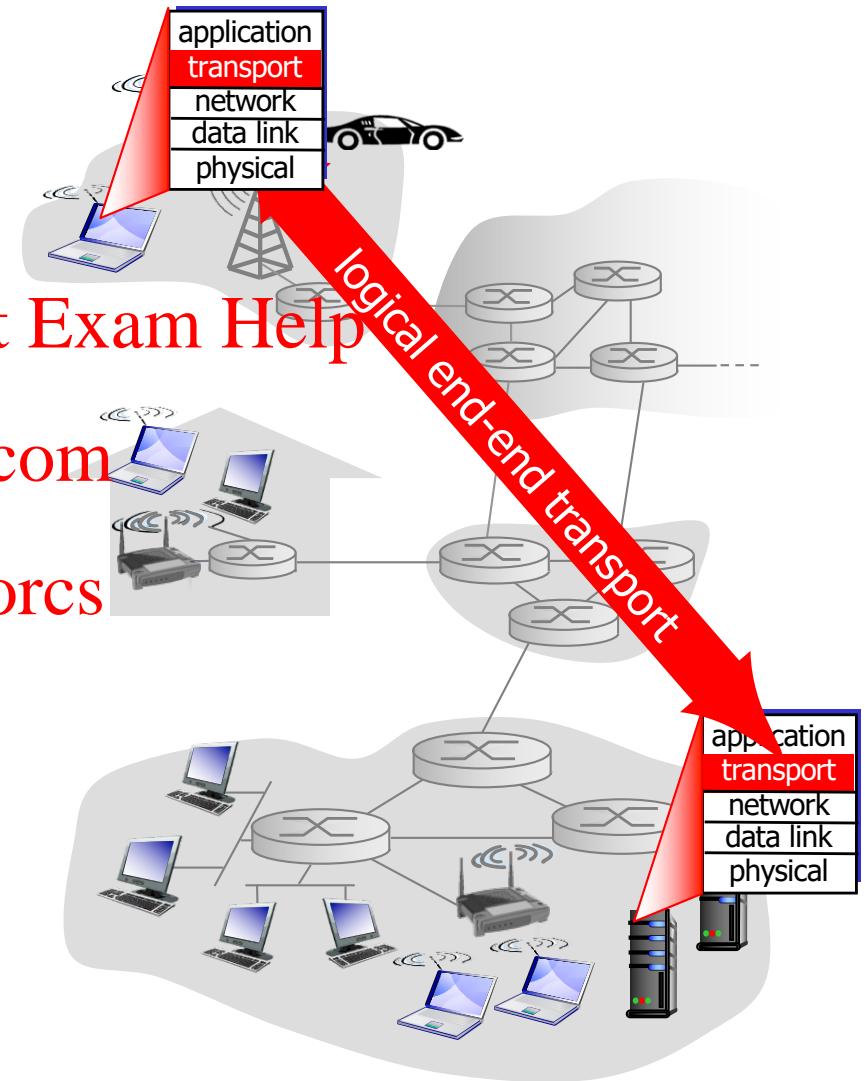 application
transport
network
data link
physical
t Exam Help
logical end-end transport
com
orcs
application
transport
network
data link
physical